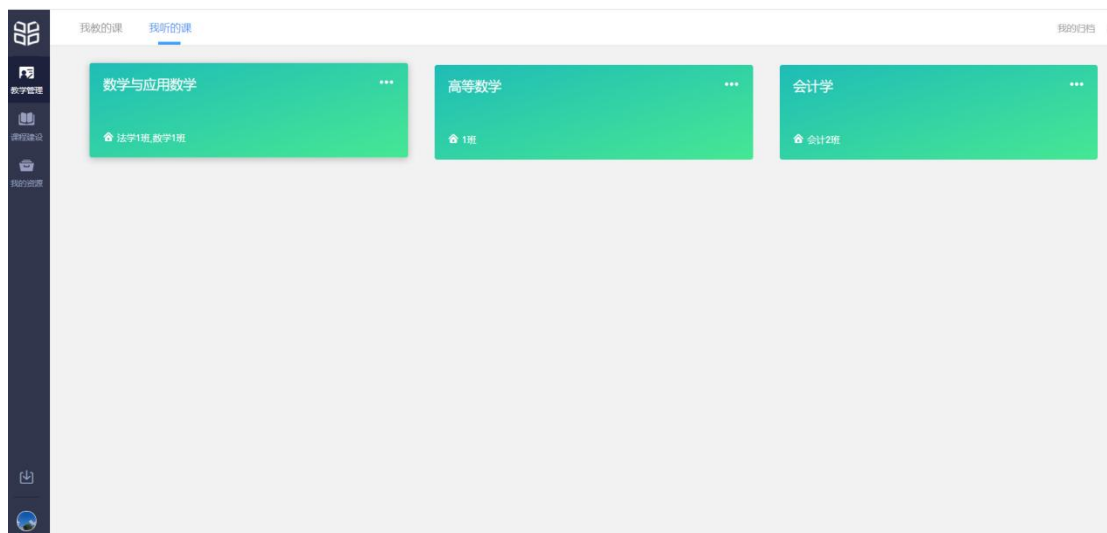 我教的课 我听的课 我的归档
教学管理
课程建设
我的资源
数学与应用数学
法学1班,数学1班
高等数学
1班
会计学
会计2班